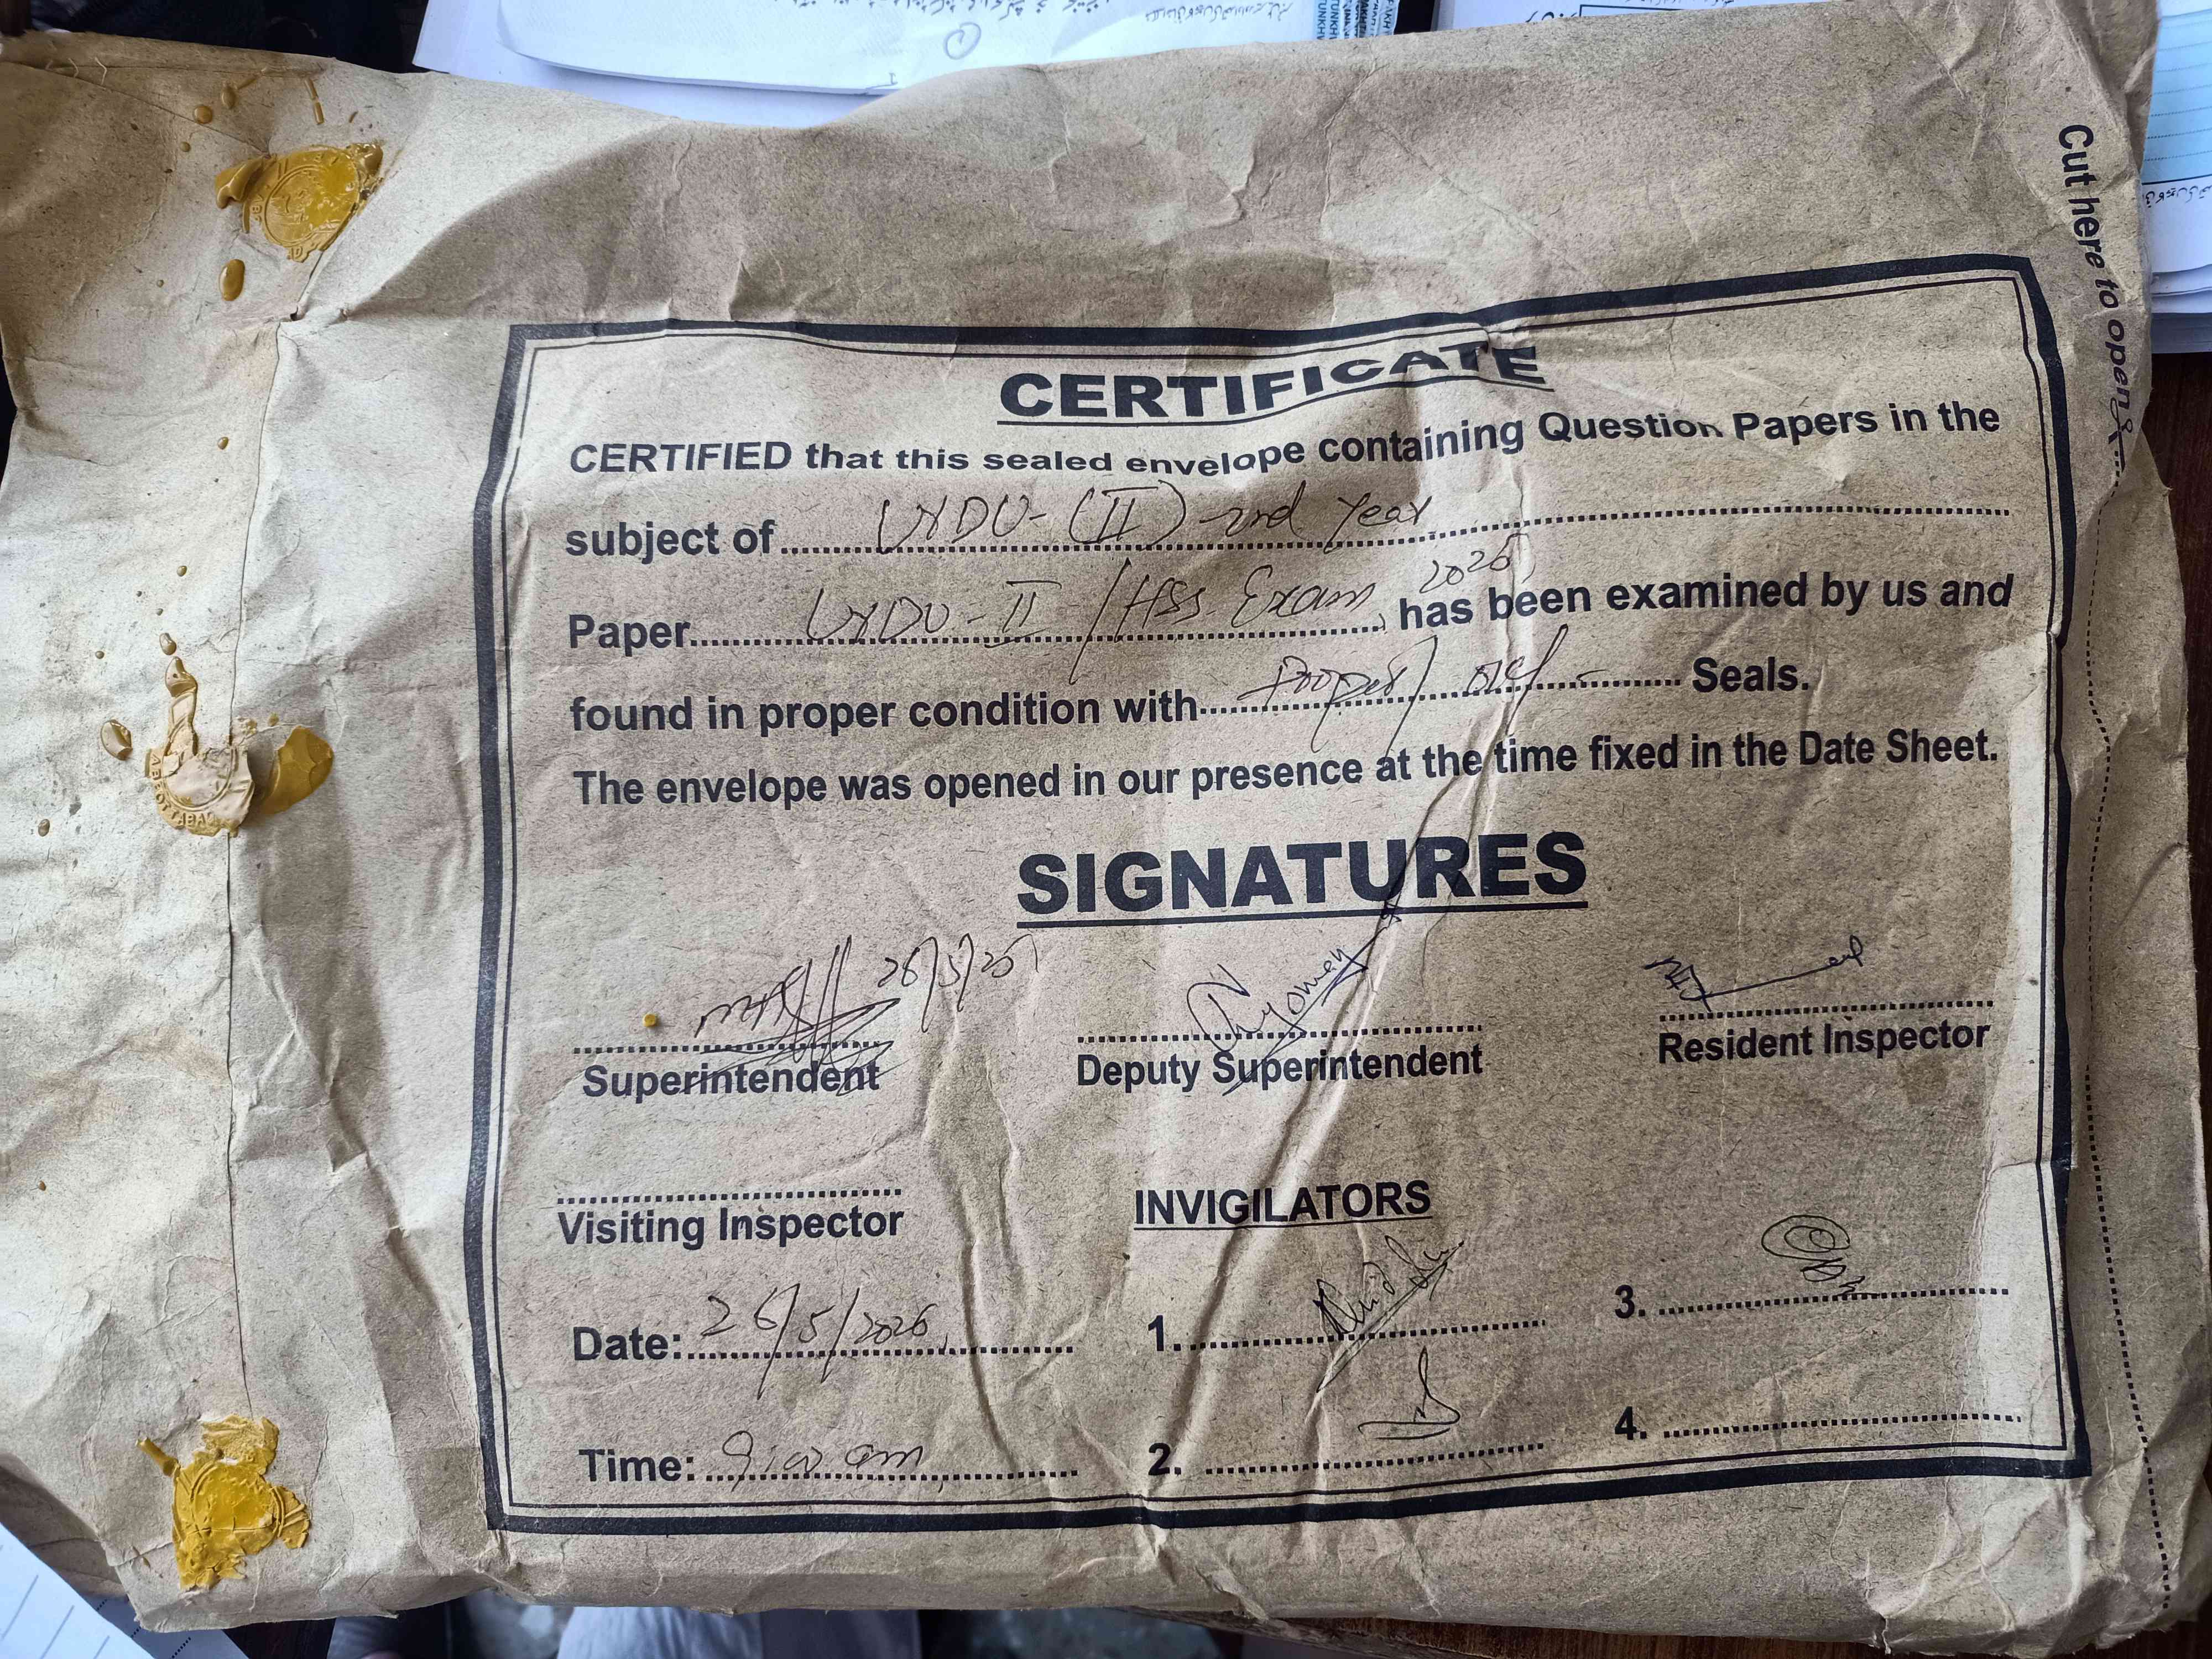 Cut here to open
CERTIFICATE
CERTIFIED that this sealed envelope containing Question Papers in the
subject of URDU-(II) 2nd Year
Paper URDU-II / HSS Exam 2026, has been examined by us and
found in proper condition with Proper Seals.
The envelope was opened in our presence at the time fixed in the Date Sheet.
SIGNATURES
26/5/26
Superintendent
Deputy Superintendent
Resident Inspector
Visiting Inspector
INVIGILATORS
Date: 26/5/2026
1.
3.
Time: 9:00 am
2.
4.